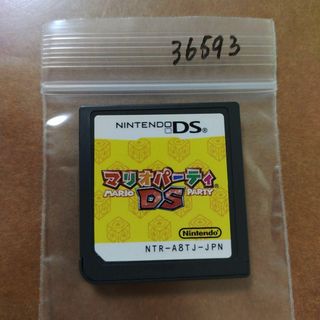 36593
NINTENDO DS
マリオパーティ
MARIO DS PARTY
Nintendo
NTR-A8TJ-JPN